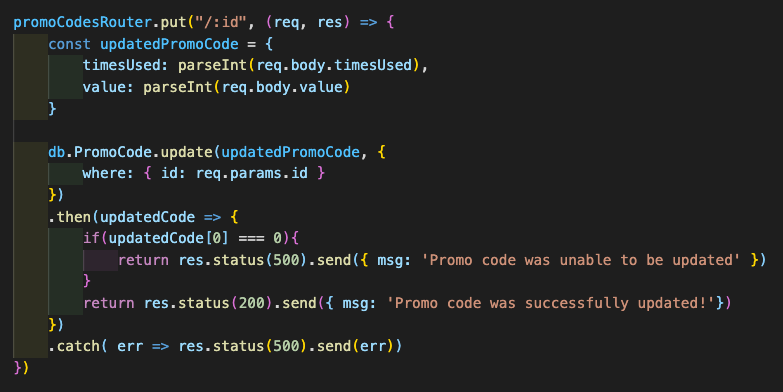 promoCodesRouter.put("/:id", (req, res) => {
    const updatedPromoCode = {
        timesUsed: parseInt(req.body.timesUsed),
        value: parseInt(req.body.value)
    }

    db.PromoCode.update(updatedPromoCode, {
        where: { id: req.params.id }
    })
    .then(updatedCode => {
        if(updatedCode[0] === 0){
            return res.status(500).send({ msg: 'Promo code was unable to be updated' })
        }
        return res.status(200).send({ msg: 'Promo code was successfully updated!'})
    })
    .catch( err => res.status(500).send(err))
})